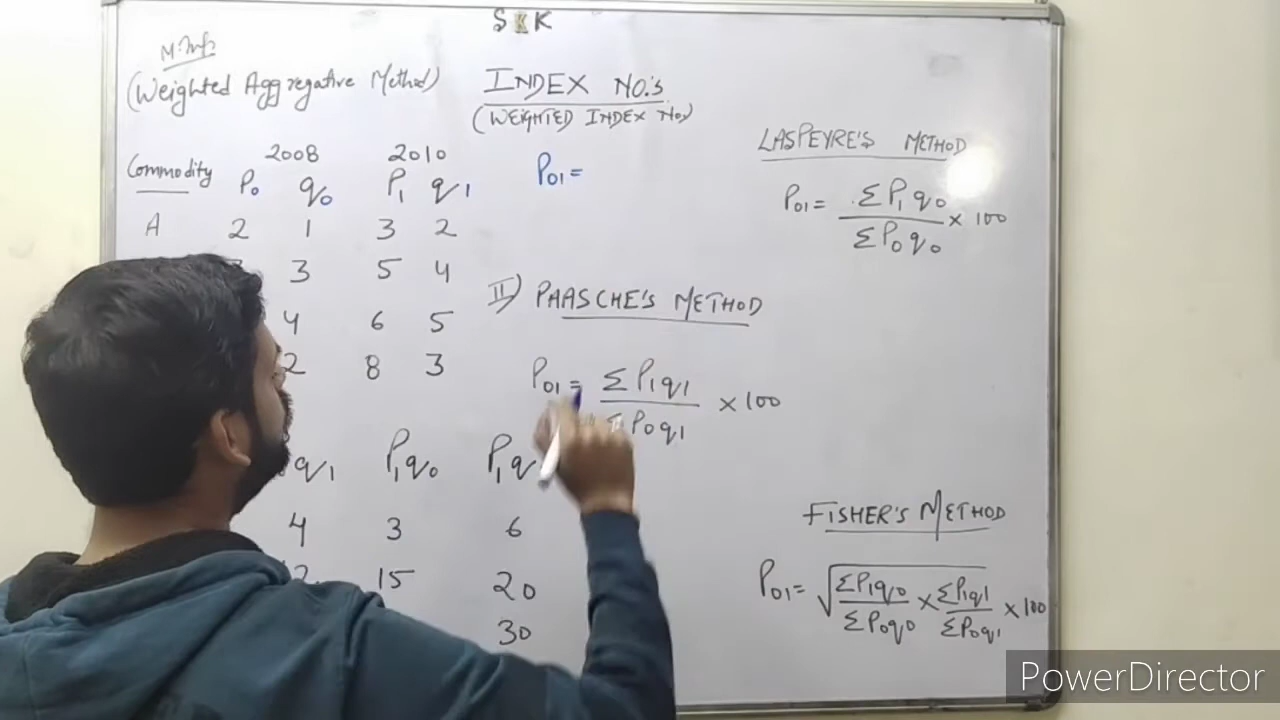 S K K
(Weighted Aggregative Method)
INDEX NO.'s
(WEIGHTED INDEX No.)
2008 2010
Commodity P₀ q₀ P₁ q₁
A 2 1 3 2
3 5 4
4 6 5
2 8 3
q₁ P₁q₀ P₁q
4 3 6
15 20
30
P₀₁=
II) PAASCHE'S METHOD
P₀₁= ΣP₁q₁ × 100
P₀q₁
LASPEYRE'S METHOD
P₀₁= ΣP₁q₀ × 100
ΣP₀q₀
FISHER'S METHOD
P₀₁= √ ΣP₁q₀ × ΣP₁q₁ × 100
ΣP₀q₀ ΣP₀q₁
PowerDirector